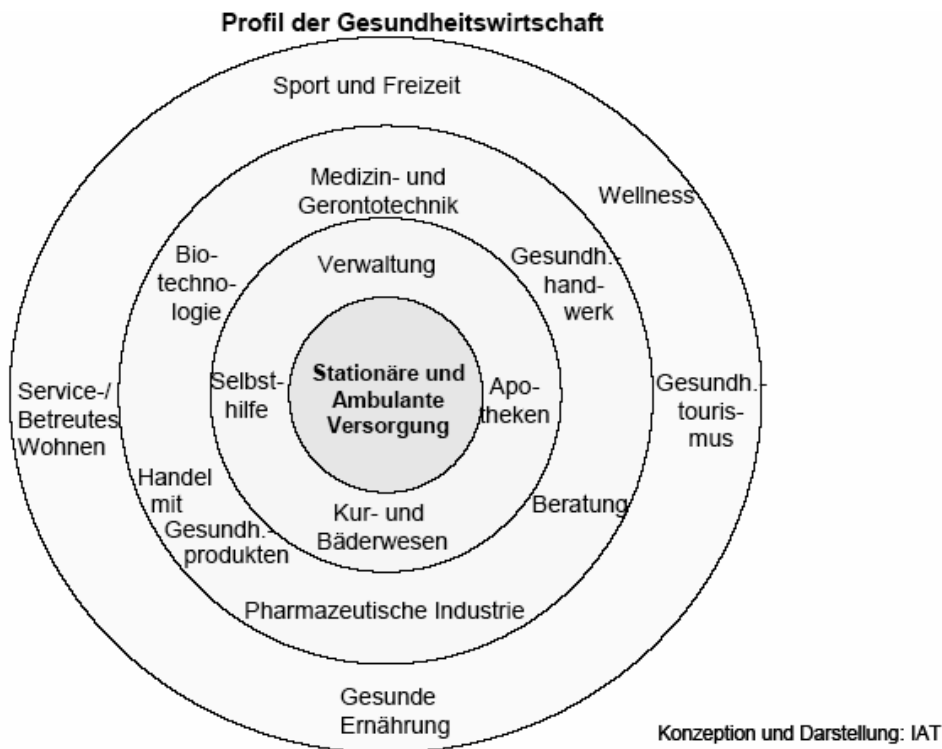 Profil der Gesundheitswirtschaft
Sport und Freizeit
Wellness
Medizin- und
Gerontotechnik
Bio-
techno-
logie
Verwaltung
Gesundh.-
hand-
werk
Service-/
Betreutes
Wohnen
Selbst-
hilfe
Stationäre und
Ambulante
Versorgung
Apo-
theken
Gesundh.-
touris-
mus
Handel
mit
Gesundh.-
produkten
Kur- und
Bäderwesen
Beratung
Pharmazeutische Industrie
Gesunde
Ernährung
Konzeption und Darstellung: IAT